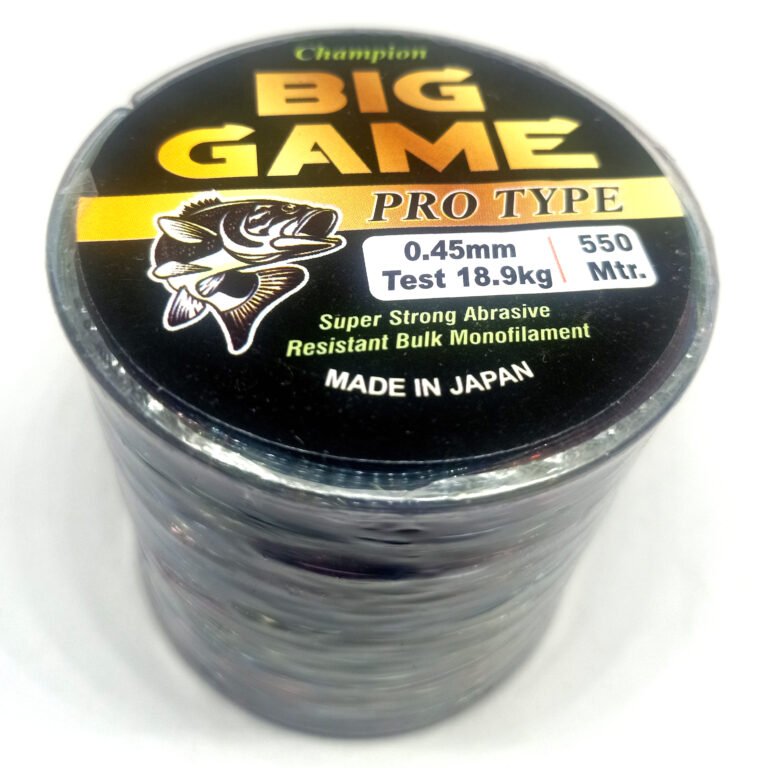 Champion
BIG
GAME
PRO TYPE
0.45mm
Test 18.9kg
550
Mtr.
Super Strong Abrasive
Resistant Bulk Monofilament
MADE IN JAPAN